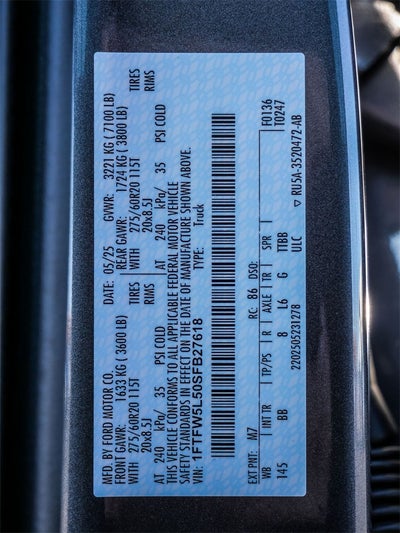 MFD. BY FORD MOTOR CO. DATE: 05/25 GVWR: 3221 KG ( 7100 LB)
FRONT GAWR: 1633 KG (3600 LB) REAR GAWR: 1724 KG (3800 LB)
WITH 275/60R20 115T TIRES WITH 275/60R20 115T TIRES
20x8.5J RIMS 20x8.5J RIMS
AT 240 kPa/ 35 PSI COLD AT 240 kPa/ 35 PSI COLD
THIS VEHICLE CONFORMS TO ALL APPLICABLE FEDERAL MOTOR VEHICLE
SAFETY STANDARDS IN EFFECT ON THE DATE OF MANUFACTURE SHOWN ABOVE.
VIN: 1FTFW5L50SFB27618 TYPE: Truck
F0136
T0247
EXT PNT: M7 RC: 86 DSO:
WB INT TR TP/PS R AXLE TR SPR
145 BB 8 L6 G TTBB
2202505231278 ULC
▽ RU5A-3520472-AB